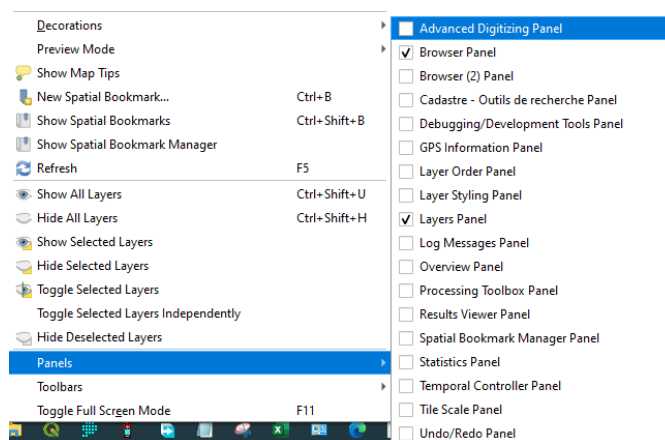 Decorations
Preview Mode
Show Map Tips
New Spatial Bookmark... Ctrl+B
Show Spatial Bookmarks Ctrl+Shift+B
Show Spatial Bookmark Manager
Refresh F5
Show All Layers Ctrl+Shift+U
Hide All Layers Ctrl+Shift+H
Show Selected Layers
Hide Selected Layers
Toggle Selected Layers
Toggle Selected Layers Independently
Hide Deselected Layers
Panels
Toolbars
Toggle Full Screen Mode F11
Advanced Digitizing Panel
Browser Panel
Browser (2) Panel
Cadastre - Outils de recherche Panel
Debugging/Development Tools Panel
GPS Information Panel
Layer Order Panel
Layer Styling Panel
Layers Panel
Log Messages Panel
Overview Panel
Processing Toolbox Panel
Results Viewer Panel
Spatial Bookmark Manager Panel
Statistics Panel
Temporal Controller Panel
Tile Scale Panel
Undo/Redo Panel